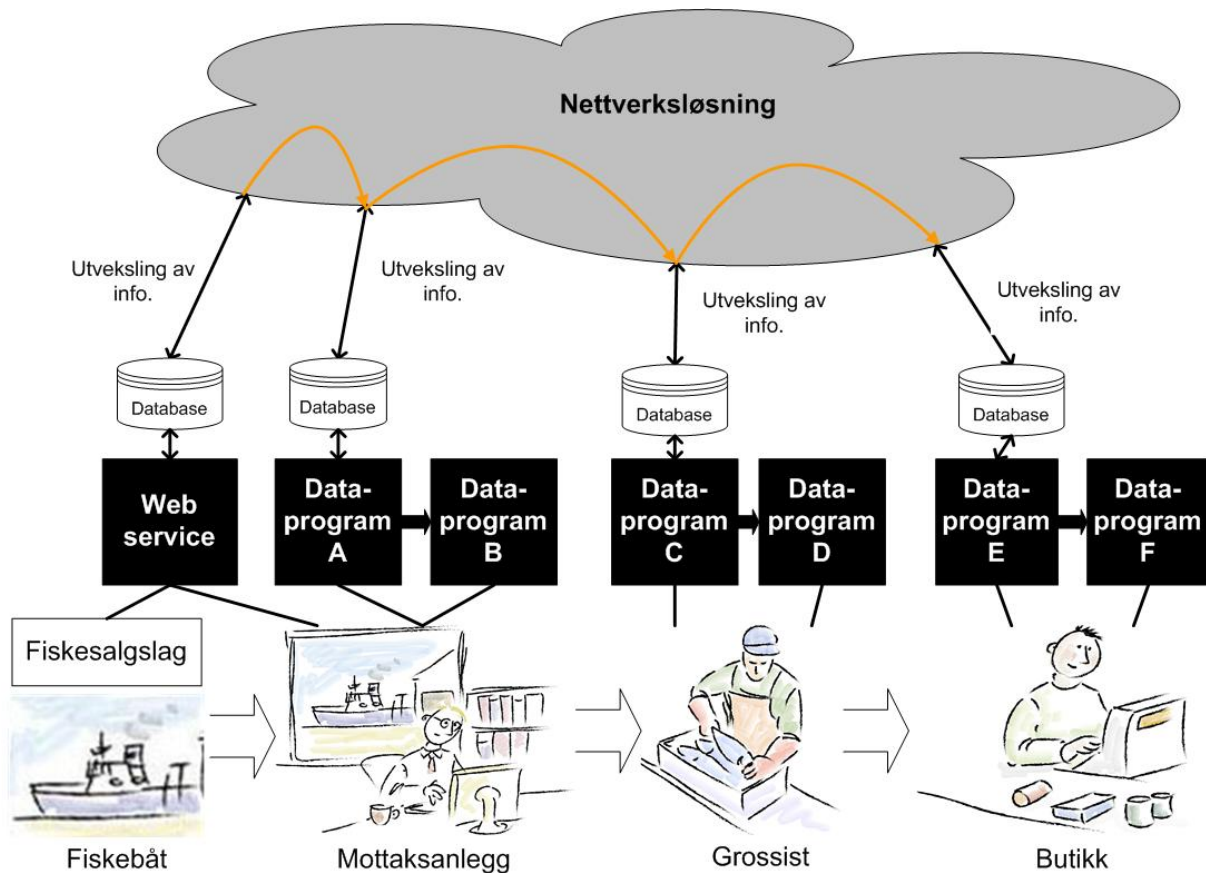 Nettverksløsning
Utveksling av
info.
Utveksling av
info.
Utveksling av
info.
Utveksling av
info.
Database
Database
Database
Database
Web
service
Data-
program
A
Data-
program
B
Data-
program
C
Data-
program
D
Data-
program
E
Data-
program
F
Fiskesalgslag
Fiskebåt
Mottaksanlegg
Grossist
Butikk